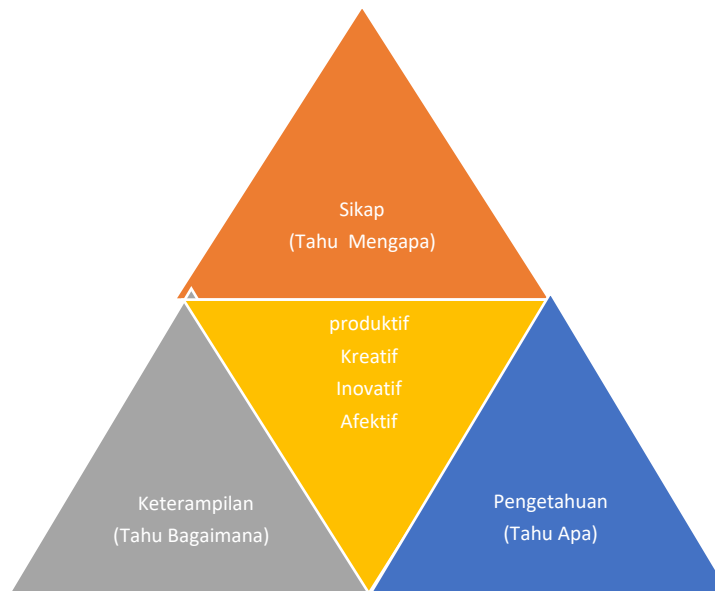 Sikap
(Tahu Mengapa)
produktif
Kreatif
Inovatif
Afektif
Keterampilan
(Tahu Bagaimana)
Pengetahuan
(Tahu Apa)